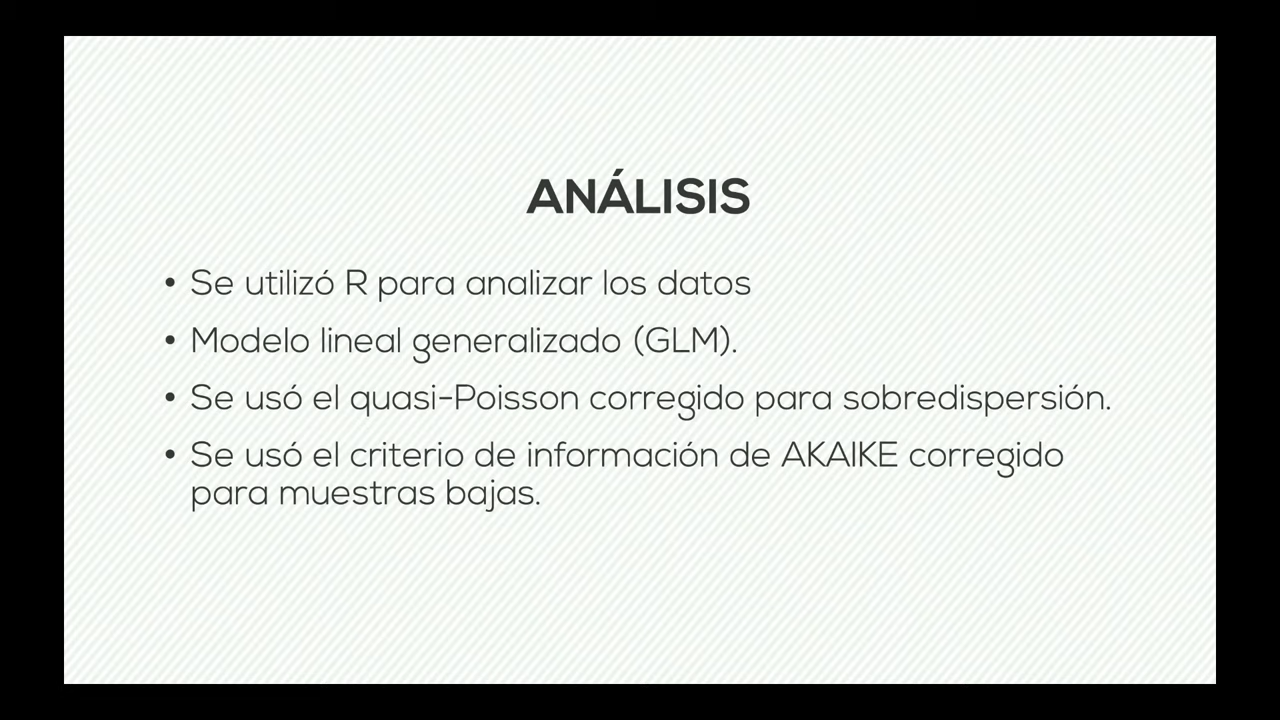 ANÁLISIS
• Se utilizó R para analizar los datos
• Modelo lineal generalizado (GLM).
• Se usó el quasi-Poisson corregido para sobredispersión.
• Se usó el criterio de información de AKAIKE corregido
para muestras bajas.